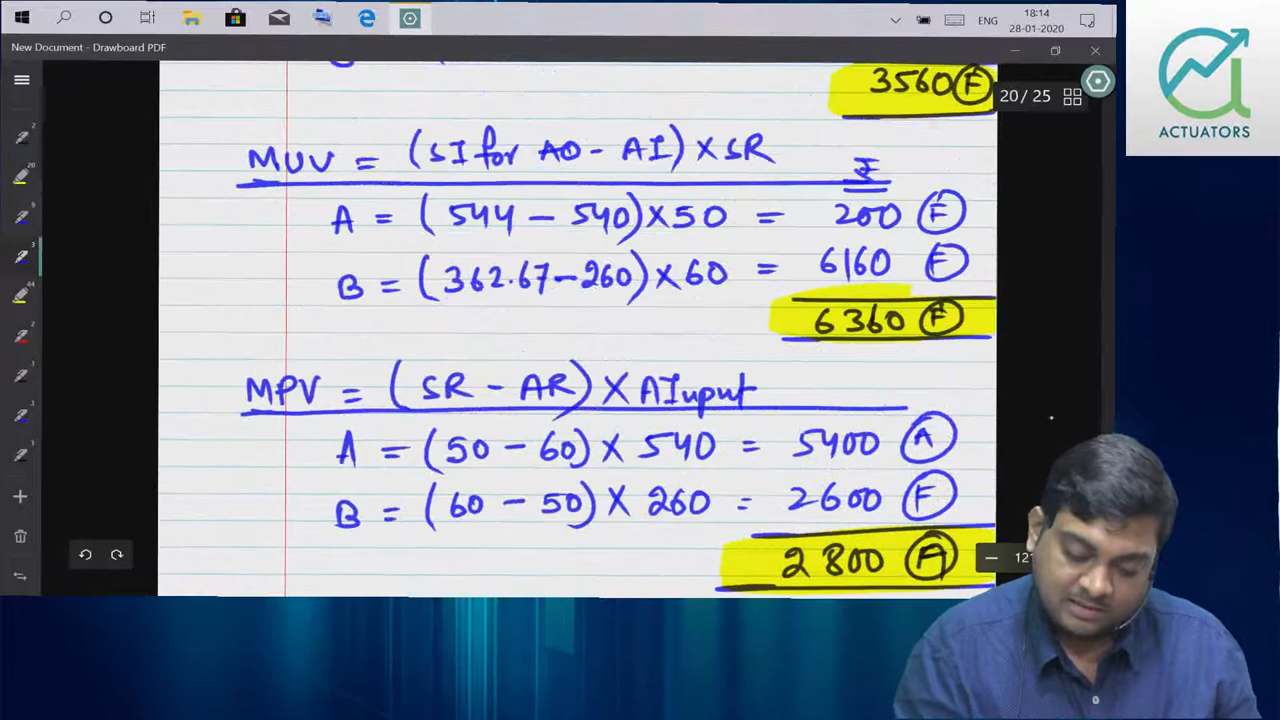 18:14
ENG
28-01-2020
New Document - Drawboard PDF
3560 F
20 / 25
ACTUATORS
MUV = (SI for AO - AI) × SR
₹
A = (544 - 540) × 50 = 200 F
B = (362.67 - 260) × 60 = 6160 F
6360 F
MPV = (SR - AR) × AInput
A = (50 - 60) × 540 = 5400 A
B = (60 - 50) × 260 = 2600 F
2800 A